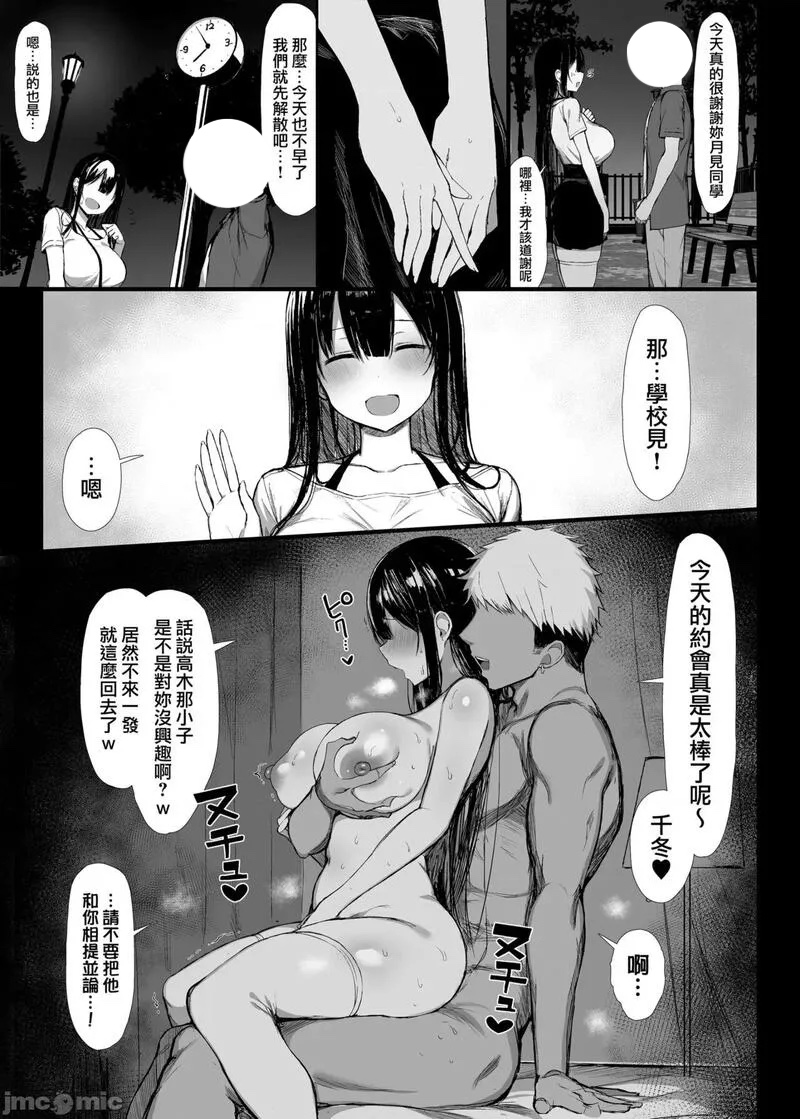 今天真的很謝謝妳月見同學
哪裡…我才該道謝呢
那麼…今天也不早了
我們就先解散吧…！
嗯…說的也是…
那…學校見！
…嗯
今天的約會真是太棒了呢～
千冬♥
啊…
ピク…♡
話說高木那小子
是不是對妳沒興趣啊？w
居然不來一發
就這麼回去了w
ヌチュ♥
ヌチュ♥
…請不要把他
和你相提並論…！
jmcomic